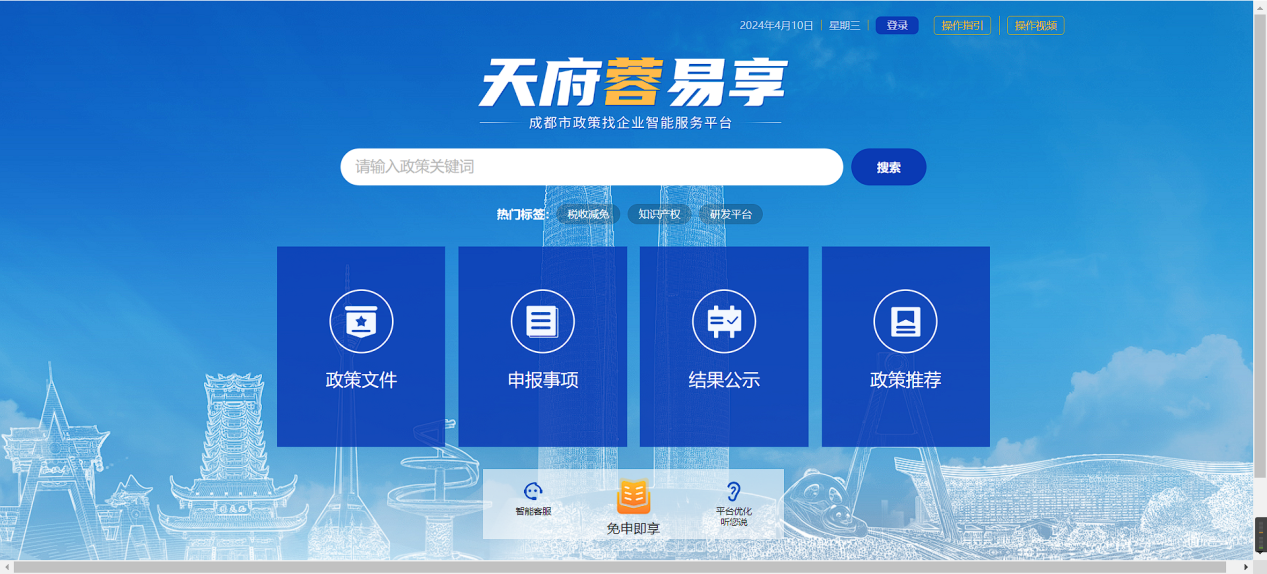 2024年4月10日 星期三 登录 操作指引 操作视频
天府蓉易享
成都市政策找企业智能服务平台
请输入政策关键词 搜索
热门标签: 税收减免 知识产权 研发平台
政策文件 申报事项 结果公示 政策推荐
智能客服 免申即享 平台优化
听您说